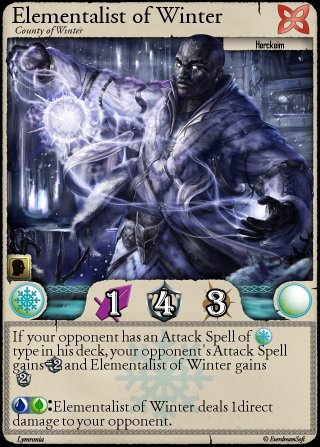 Elementalist of Winter
County of Winter
Herckeim
1 4 3
If your opponent has an Attack Spell of
type in his deck, your opponent's Attack Spell
gains and Elementalist of Winter gains
:Elementalist of Winter deals 1 direct
damage to your opponent.
Lymronia © EverdreamSoft